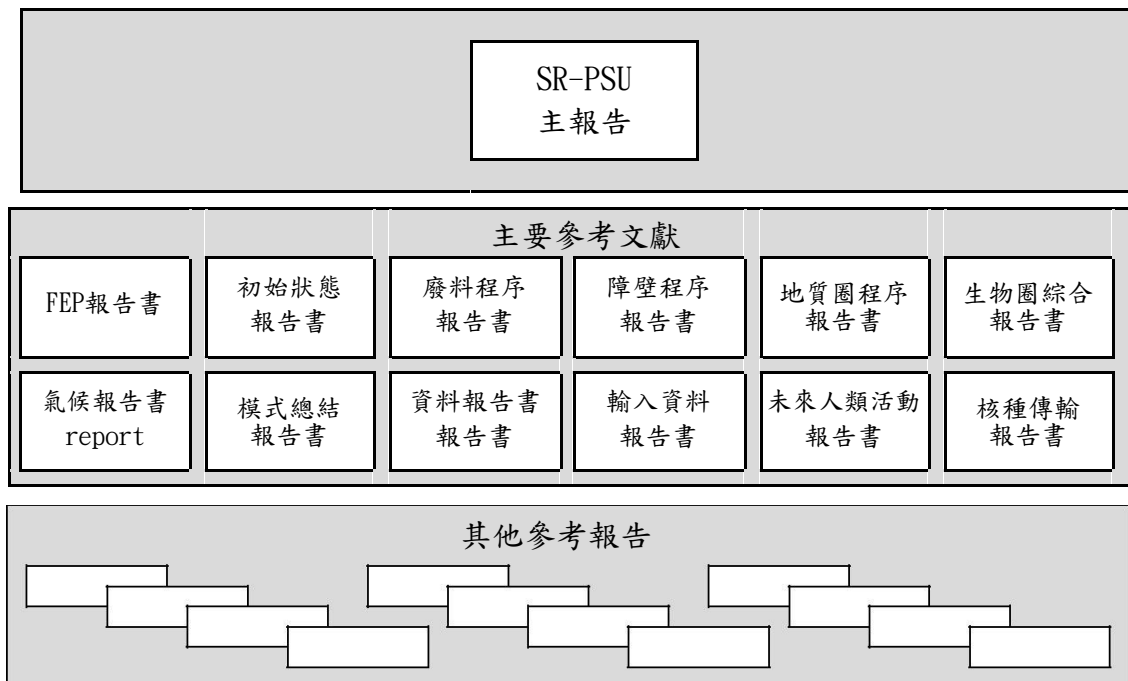 SR-PSU
主報告
主要參考文獻
FEP報告書
初始狀態
報告書
廢料程序
報告書
障壁程序
報告書
地質圈程序
報告書
生物圈綜合
報告書
氣候報告書
report
模式總結
報告書
資料報告書
報告書
輸入資料
報告書
未來人類活動
報告書
核種傳輸
報告書
其他參考報告